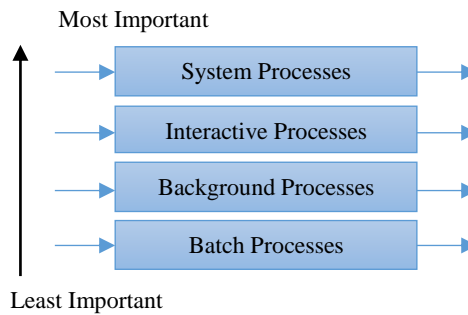 Most Important
System Processes
Interactive Processes
Background Processes
Batch Processes
Least Important